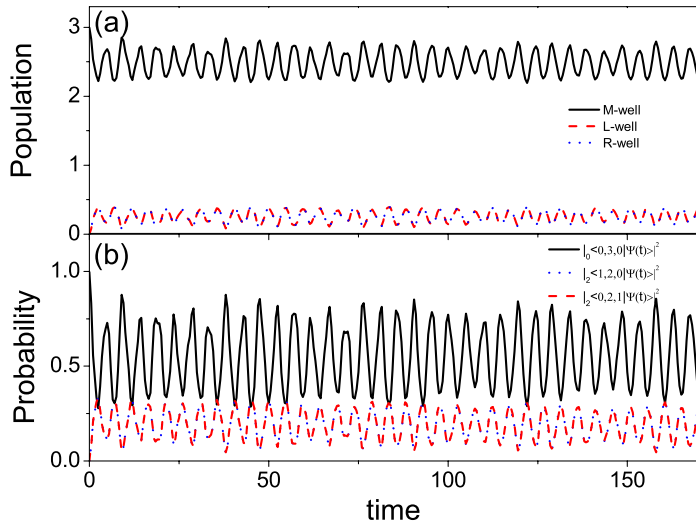 (a)
3
2
1
0
Population
M-well
L-well
R-well
(b)
1.0
0.5
0.0
Probability
|₀<0,3,0|Ψ(t)>|²
|₂<1,2,0|Ψ(t)>|²
|₂<0,2,1|Ψ(t)>|²
0 50 100 150
time